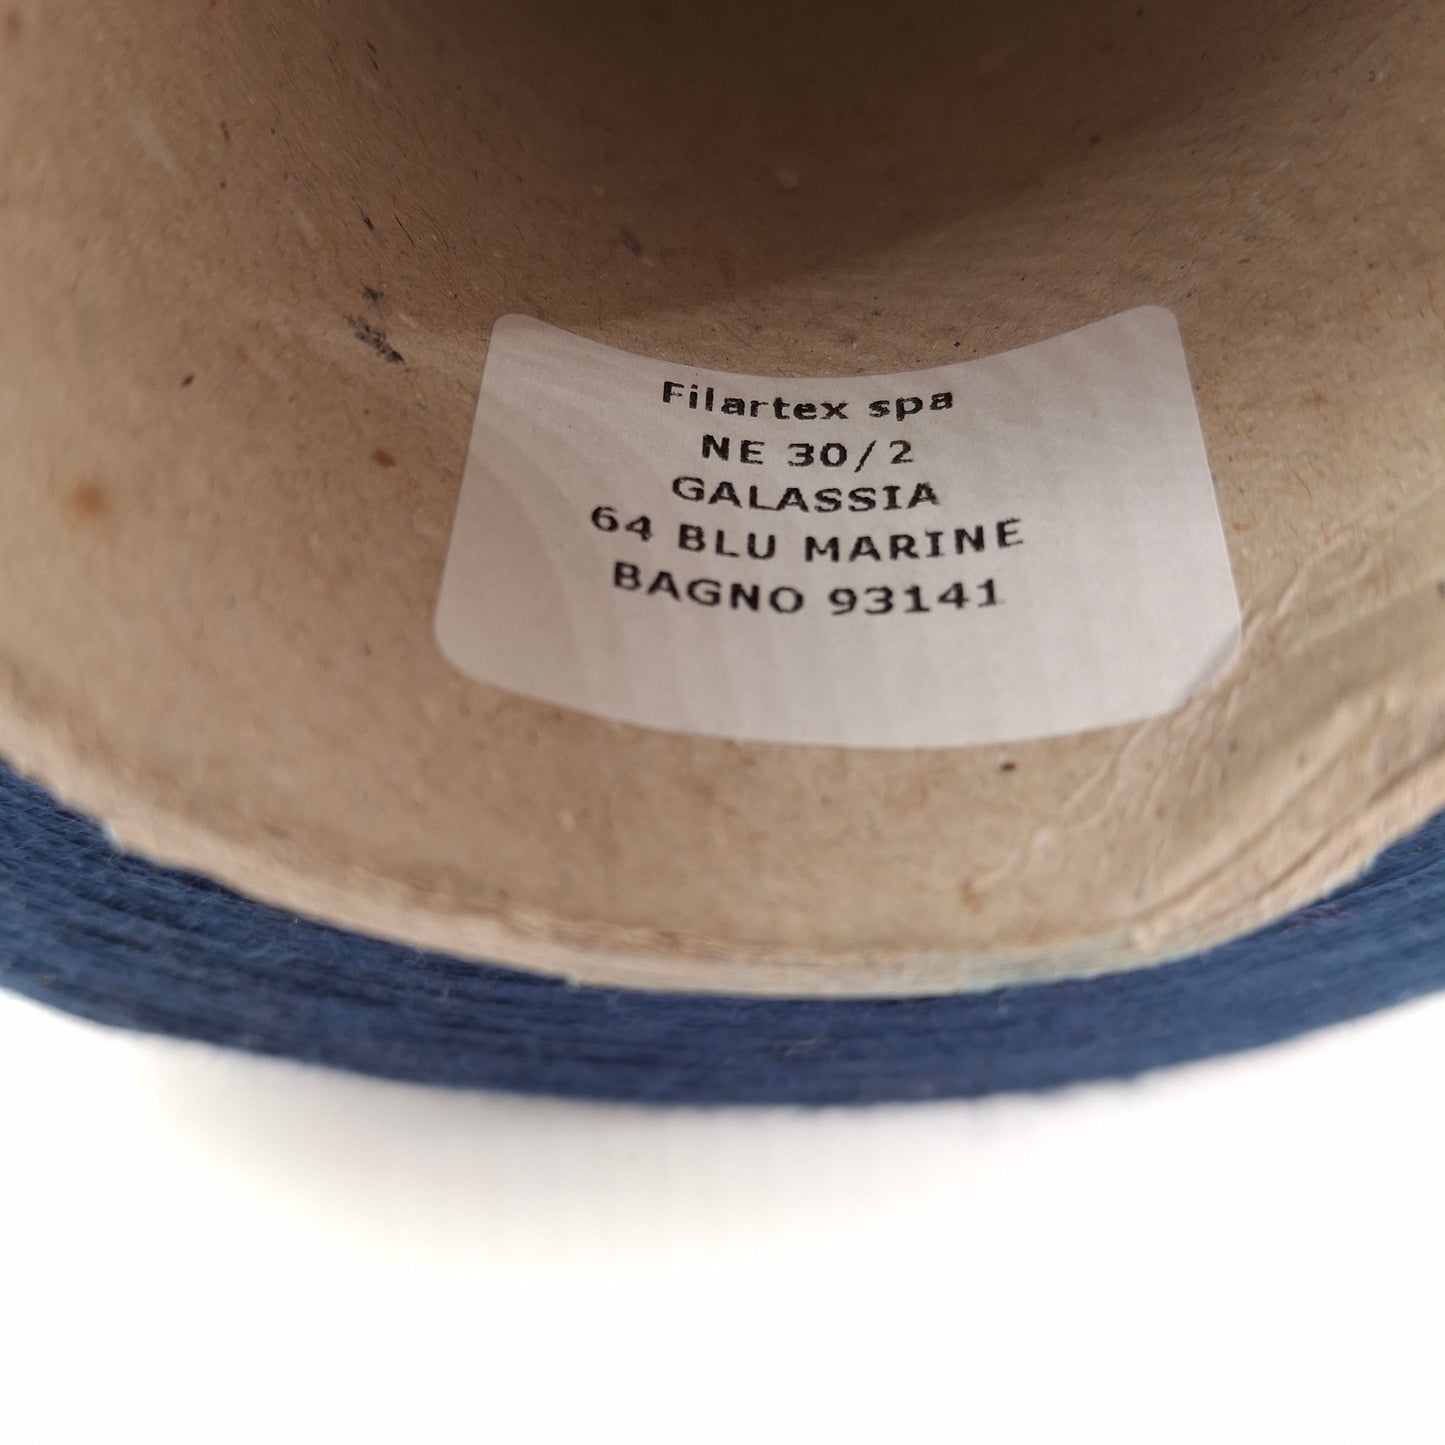 Filartex spa
NE 30/2
GALASSIA
64 BLU MARINE
BAGNO 93141